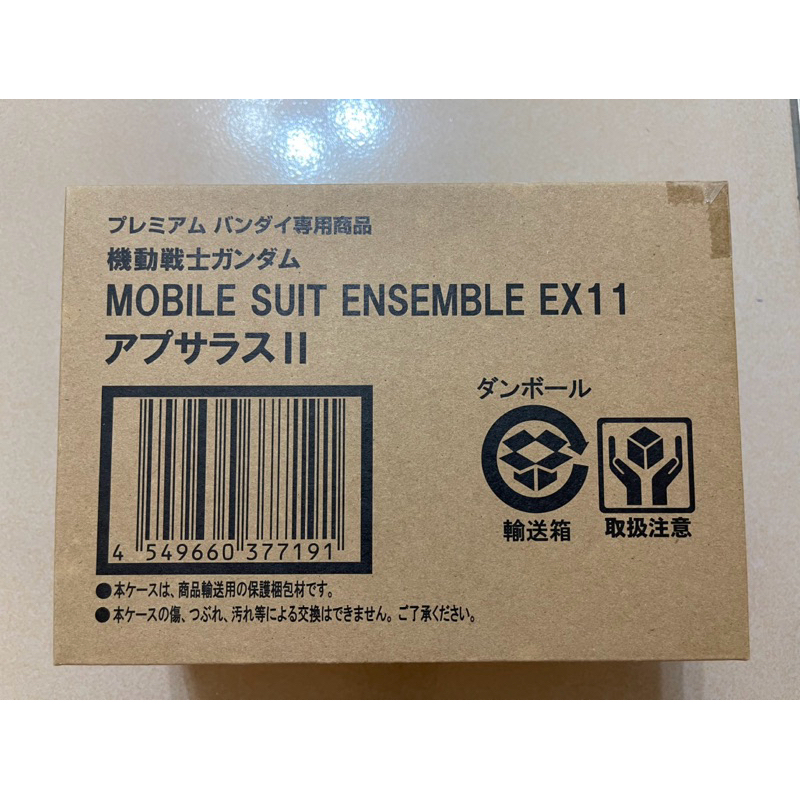 プレミアム バンダイ専用商品
機動戦士ガンダム
MOBILE SUIT ENSEMBLE EX11
アプサラスII
ダンボール
輸送箱
取扱注意
4 549660 377191
●本ケースは、商品輸送用の保護梱包材です。
●本ケースの傷、つぶれ、汚れ等による交換はできません。ご了承ください。